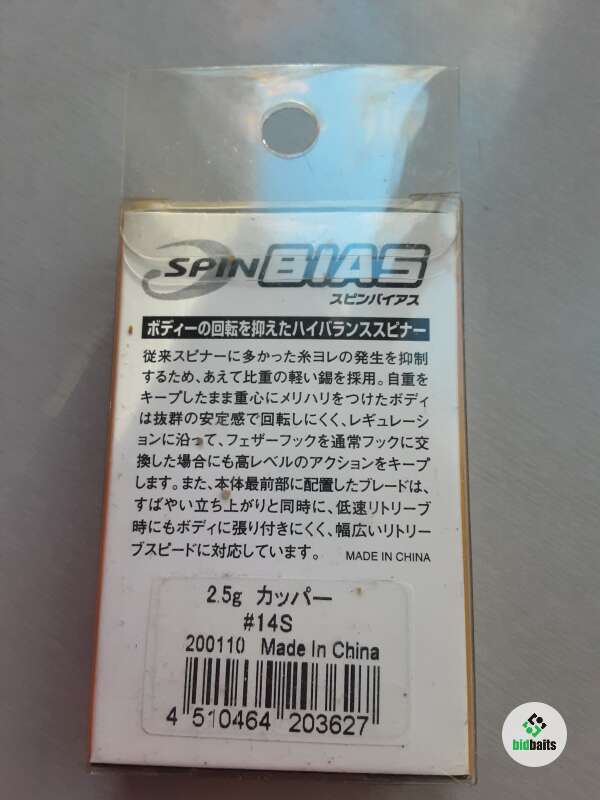 SPIN BIAS
スピンバイアス
ボディーの回転を抑えたハイバランススピナー
従来スピナーに多かった糸ヨレの発生を抑制
するため、あえて比重の軽い錫を採用。自重を
キープしたまま重心にメリハリをつけたボディ
は抜群の安定感で回転しにくく、レギュレーシ
ョンに沿って、フェザーフックを通常フックに交
換した場合にも高レベルのアクションをキープ
します。また、本体最前部に配置したブレードは、
すばやい立ち上がりと同時に、低速リトリーブ
時にもボディに張り付きにくく、幅広いリトリー
ブスピードに対応しています。 MADE IN CHINA
2.5g カッパー
#14S
200110 Made In China
4 510464 203627
bidbaits